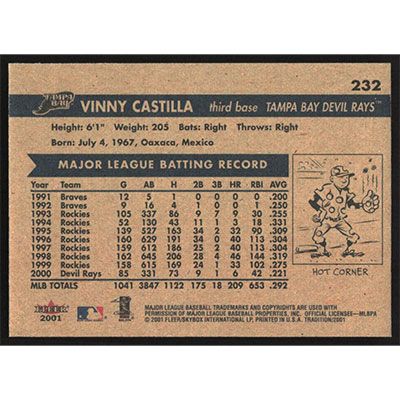 232
TAMPA BAY
VINNY CASTILLA third base TAMPA BAY DEVIL RAYS™
Height: 6'1" Weight: 205 Bats: Right Throws: Right
Born: July 4, 1967, Oaxaca, Mexico
MAJOR LEAGUE BATTING RECORD
Year Team G AB H 2B 3B HR RBI AVG
1991 Braves 12 5 1 0 0 0 0 .200
1992 Braves 9 16 4 1 0 0 1 .250
1993 Rockies 105 337 86 9 7 9 30 .255
1994 Rockies 52 130 43 11 1 3 18 .331
1995 Rockies 139 527 163 34 2 32 90 .309
1996 Rockies 160 629 191 34 0 40 113 .304
1997 Rockies 159 612 186 25 2 40 113 .304
1998 Rockies 162 645 206 28 4 46 144 .319
1999 Rockies 158 615 169 24 1 33 102 .275
2000 Devil Rays 85 331 73 9 1 6 42 .221
MLB TOTALS 1041 3847 1122 175 18 209 653 .292
HOT CORNER
FLEER
2001
MAJOR LEAGUE BASEBALL TRADEMARKS AND COPYRIGHTS ARE USED WITH
PERMISSION OF MAJOR LEAGUE BASEBALL PROPERTIES, INC. OFFICIAL LICENSEE—MLBPA
© 2001 FLEER/SKYBOX INTERNATIONAL LP, PRINTED IN U.S.A. TRADITION/2001